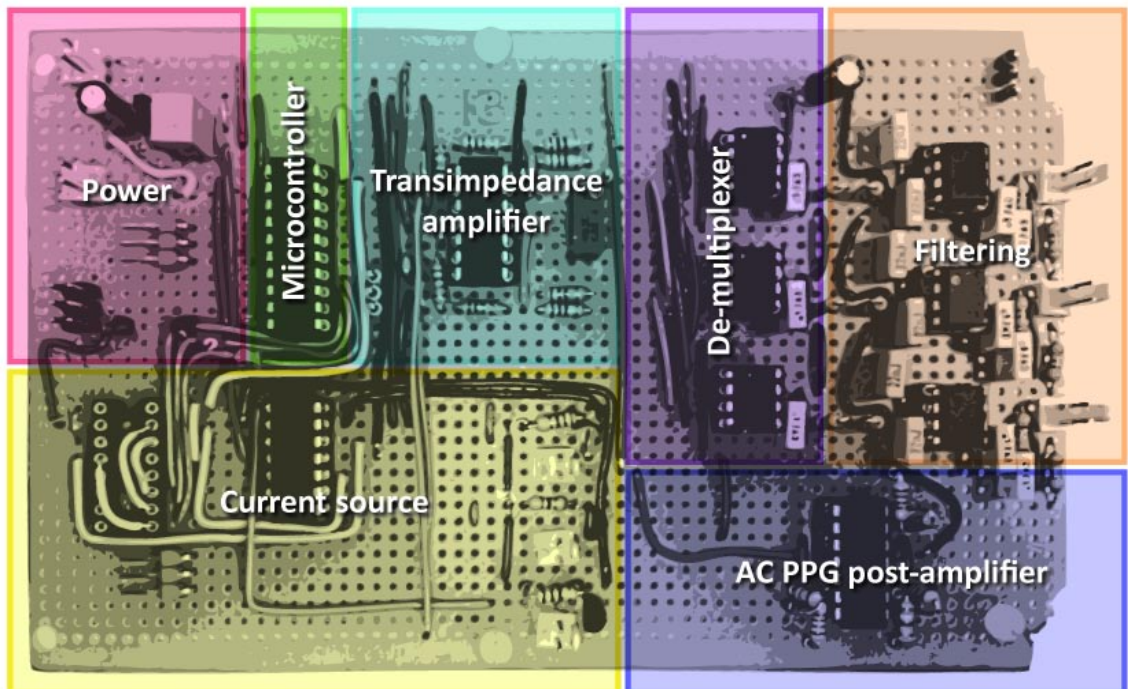 Power
Microcontroller
Transimpedance
amplifier
De-multiplexer
Filtering
Current source
AC PPG post-amplifier